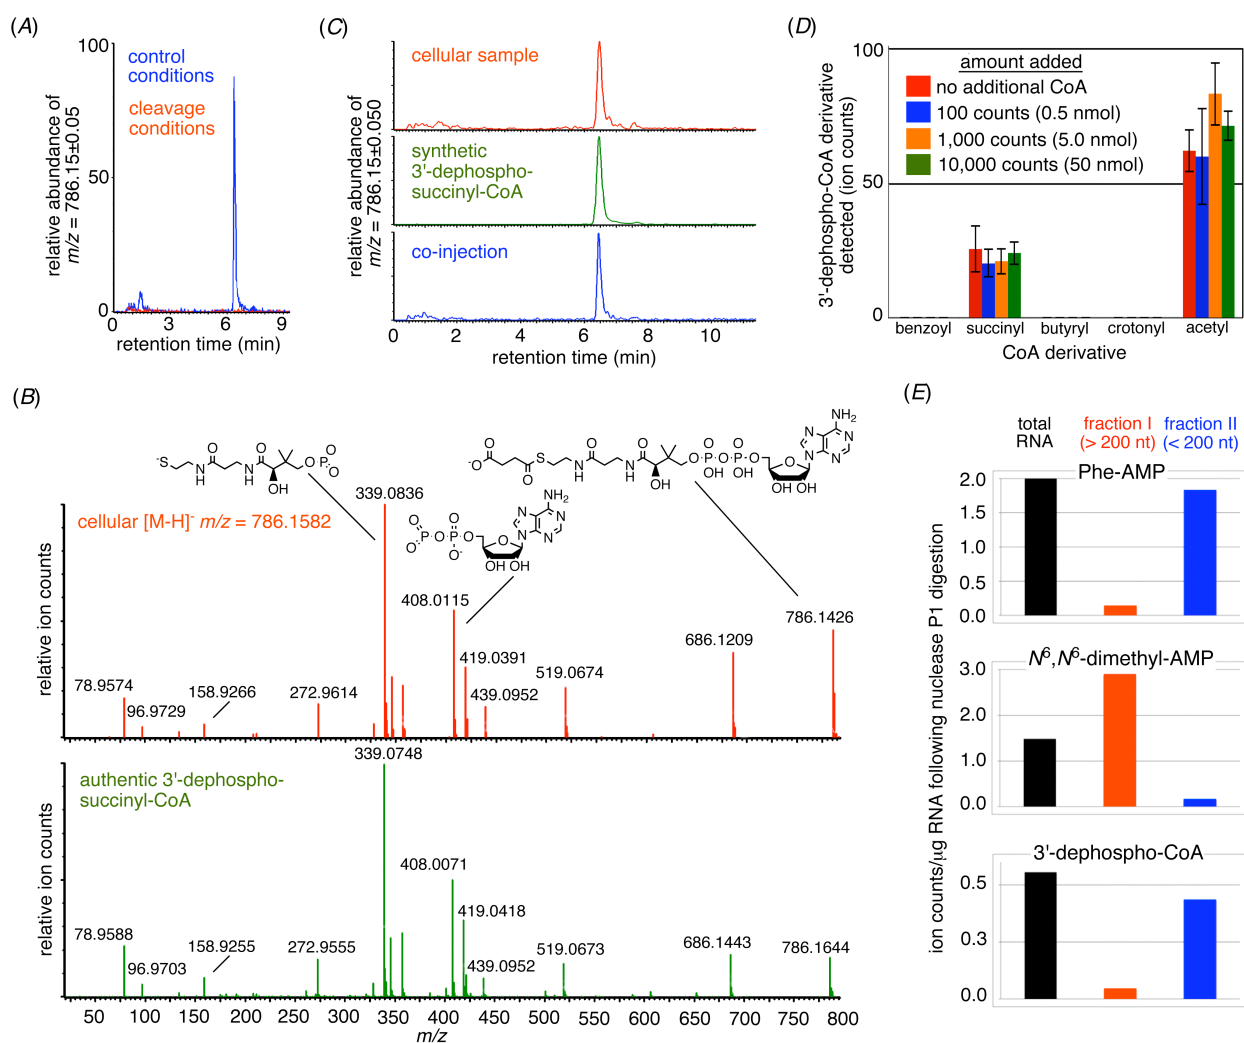 (A)
100
50
0
control
conditions
cleavage
conditions
relative abundance of
m/z = 786.15±0.05
0 3 6 9
retention time (min)
(C)
cellular sample
synthetic
3'-dephospho-
succinyl-CoA
co-injection
relative abundance of
m/z = 786.15±0.050
0 2 4 6 8 10
retention time (min)
(D)
100
50
0
amount added
no additional CoA
100 counts (0.5 nmol)
1,000 counts (5.0 nmol)
10,000 counts (50 nmol)
3'-dephospho-CoA derivative
detected (ion counts)
benzoyl succinyl butyryl crotonyl acetyl
CoA derivative
(B)
cellular [M-H]- m/z = 786.1582
relative ion counts
339.0836
408.0115
786.1426
686.1209
419.0391
519.0674
439.0952
78.9574
96.9729
158.9266
272.9614
authentic 3'-dephospho-
succinyl-CoA
relative ion counts
339.0748
408.0071
419.0418
78.9588
96.9703
158.9255
272.9555
439.0952
519.0673
686.1443
786.1644
50 100 150 200 250 300 350 400 450 500 550 600 650 700 750 800
m/z
(E)
total
RNA
fraction I
(> 200 nt)
fraction II
(< 200 nt)
ion counts/µg RNA following nuclease P1 digestion
Phe-AMP
2.0
1.0
0.5
0.0
N6,N6-dimethyl-AMP
3.0
2.0
1.0
0.0
3'-dephospho-CoA
0.5
0.3
0.0